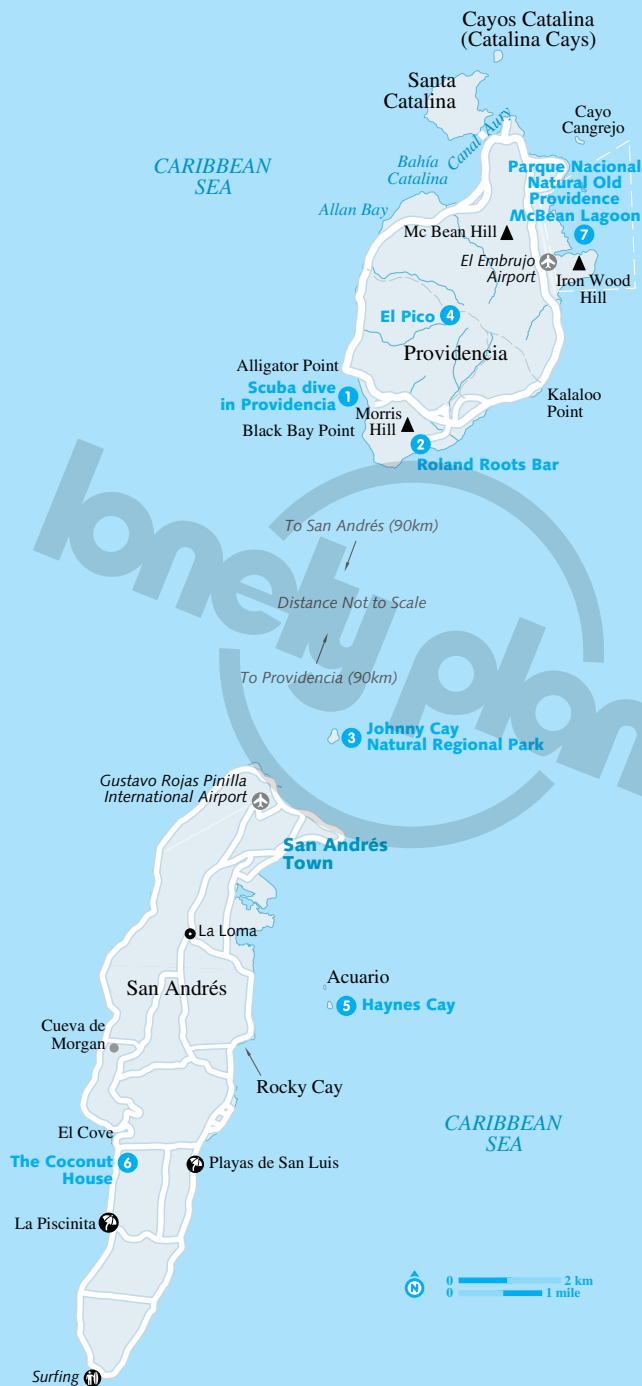 Cayos Catalina
(Catalina Cays)
Santa
Catalina
Canal Aury
Cayo
Cangrejo
CARIBBEAN
SEA
Bahía
Catalina
Parque Nacional
Natural Old
Providence
McBean Lagoon
7
Allan Bay
Mc Bean Hill
El Embrujo
Airport
Iron Wood
Hill
El Pico 4
Providencia
Alligator Point
Scuba dive
in Providencia
1
Kalaloo
Point
Morris
Hill
Black Bay Point
2
Roland Roots Bar
lonely plan
To San Andrés (90km)
Distance Not to Scale
To Providencia (90km)
3
Johnny Cay
Natural Regional Park
Gustavo Rojas Pinilla
International Airport
San Andrés
Town
La Loma
Acuario
San Andrés
5 Haynes Cay
Cueva de
Morgan
Rocky Cay
El Cove
CARIBBEAN
SEA
The Coconut
House
6
Playas de San Luis
La Piscinita
N
0 2 km
0 1 mile
Surfing